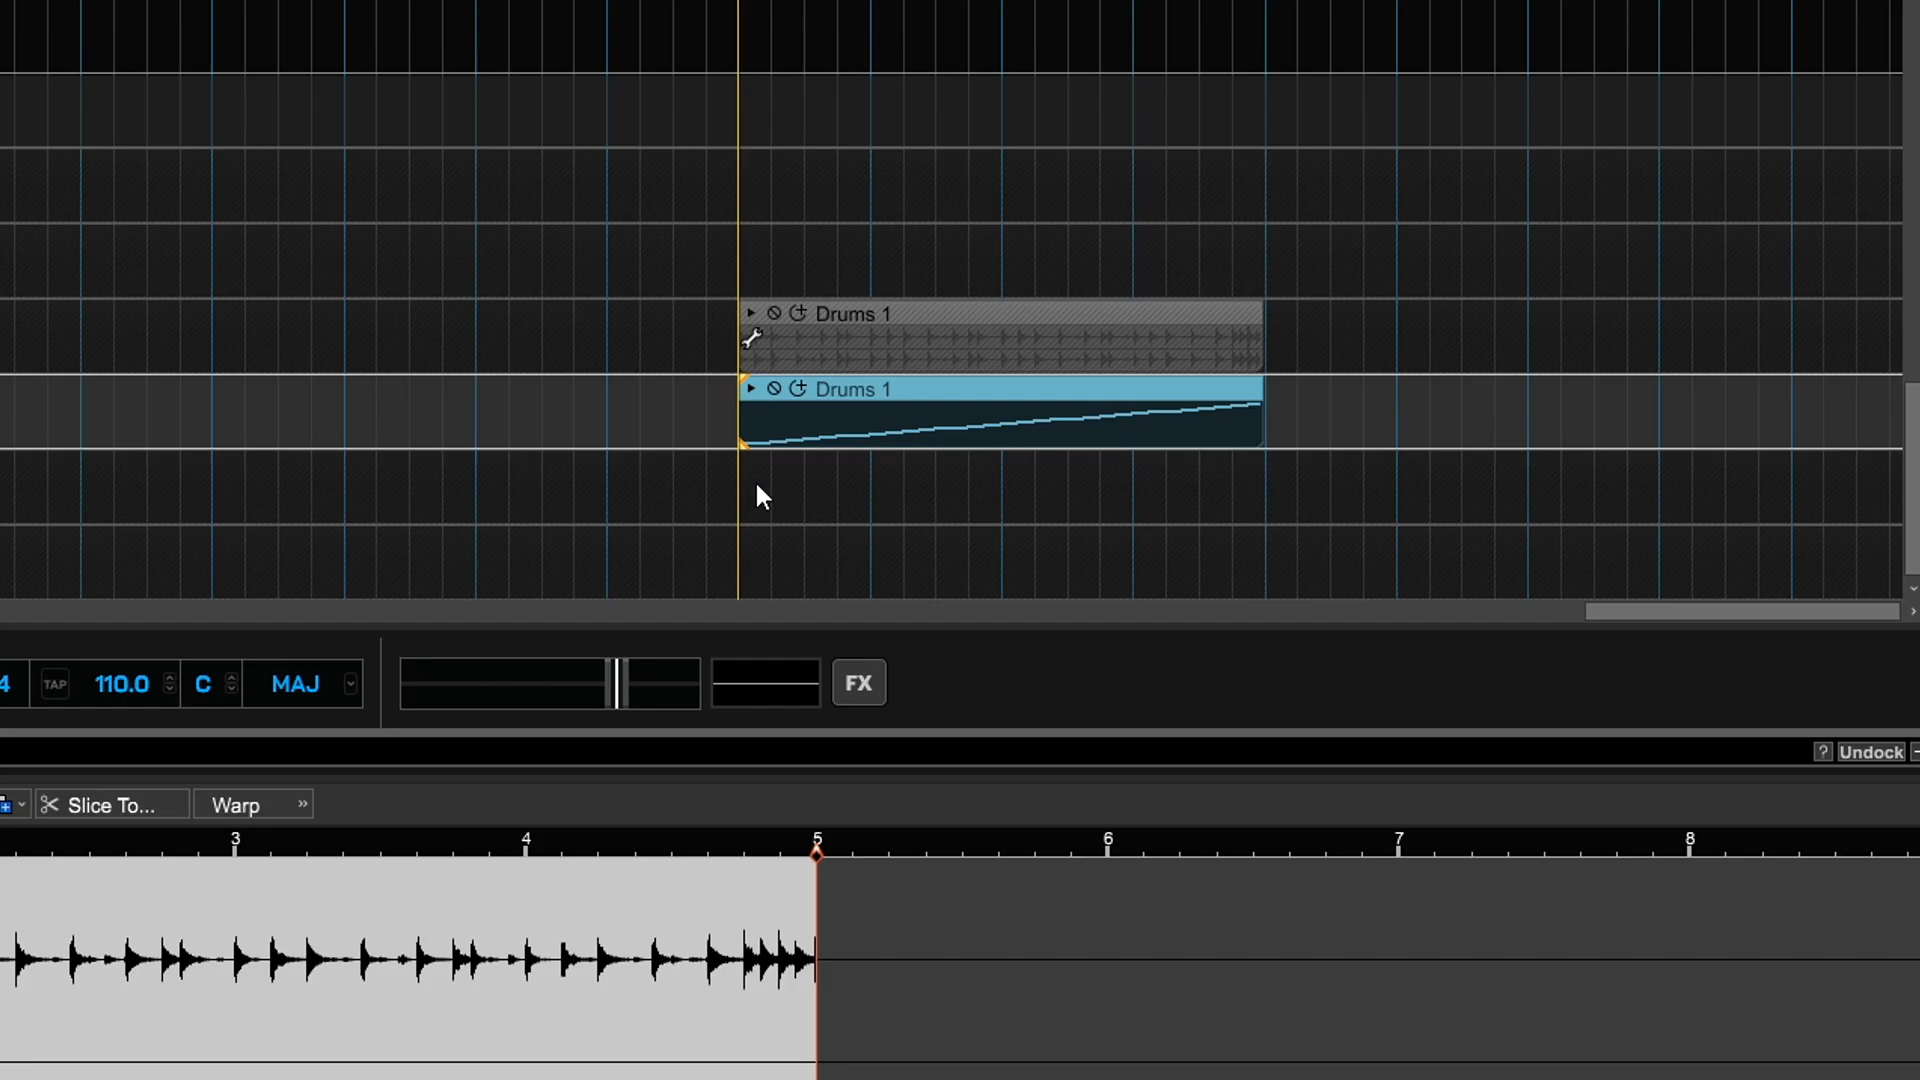 Drums 1
Drums 1
4 TAP 110.0 C MAJ FX
? Undock
Slice To... Warp »
3 4 5 6 7 8